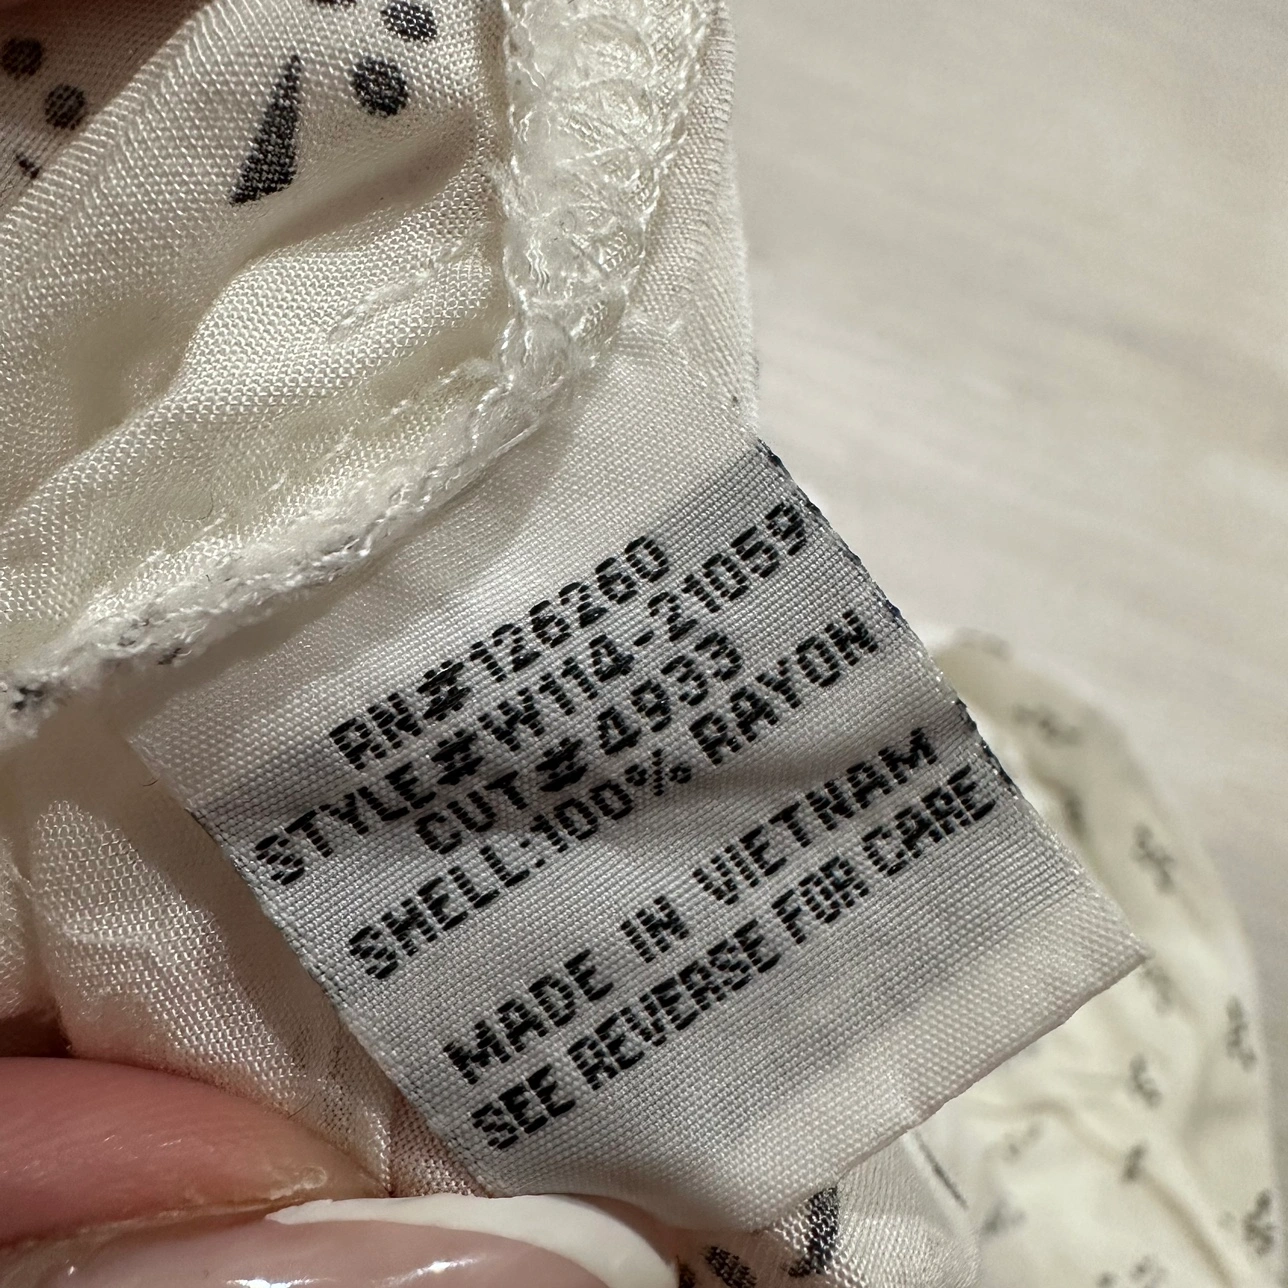 RN#126260
STYLE#W114-21059
CUT#4933
SHELL:100% RAYON
MADE IN VIETNAM
SEE REVERSE FOR CARE